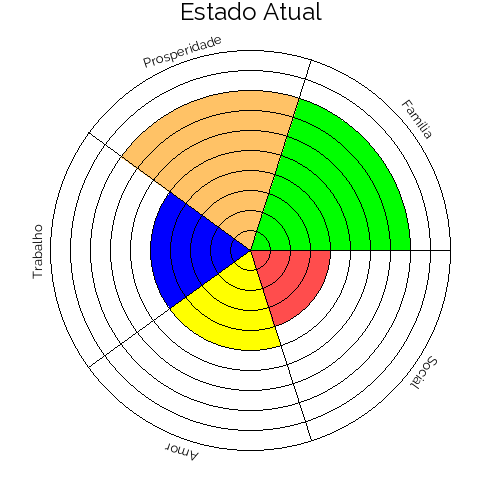 Estado Atual
Prosperidade
Familia
Trabalho
Social
Amor